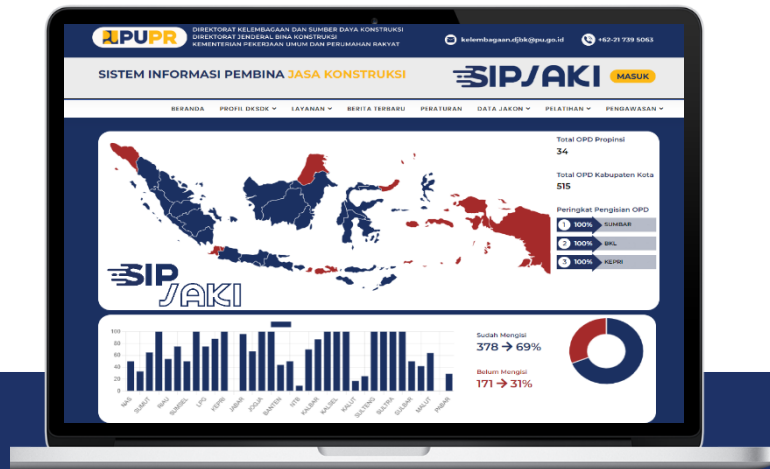 PUPR
DIREKTORAT KELEMBAGAAN DAN SUMBER DAYA KONSTRUKSI
DIREKTORAT JENDERAL BINA KONSTRUKSI
KEMENTERIAN PEKERJAAN UMUM DAN PERUMAHAN RAKYAT
kelembagaan.djbk@pu.go.id
+62-21 739 5063
SISTEM INFORMASI PEMBINA JASA KONSTRUKSI
SIPJAKI
MASUK
BERANDA PROFIL DKSDK LAYANAN BERITA TERBARU PERATURAN DATA JAKON PELATIHAN PENGAWASAN
Total OPD Propinsi
34
Total OPD Kabupaten Kota
515
Peringkat Pengisian OPD
1 100% SUMBAR
2 100% BKL
3 100% KEPRI
SIP
JAKI
100
80
60
40
20
0
NAS SUMUT RIAU SUMSEL LPG KEPRI JABAR JOGJA BANTEN NTB KALBAR KALSEL KALUT SULTENG SULTRA SULBAR MALUT PABAR
Sudah Mengisi
378 → 69%
Belum Mengisi
171 → 31%